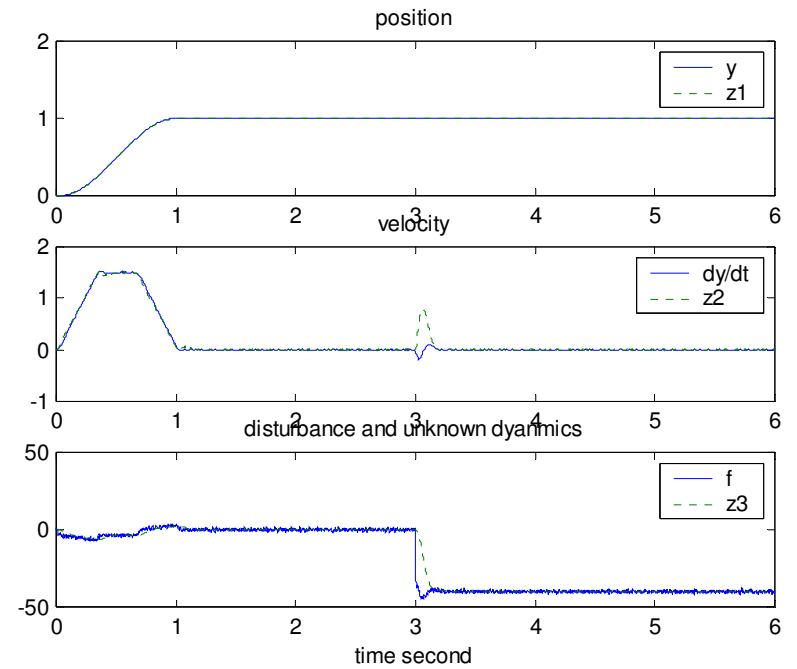 position
2
1
0
y
z1
0 1 2 3 4 5 6
velocity
2
1
0
-1
dy/dt
z2
0 1 2 3 4 5 6
disturbance and unknown dyanmics
50
0
-50
f
z3
0 1 2 3 4 5 6
time second